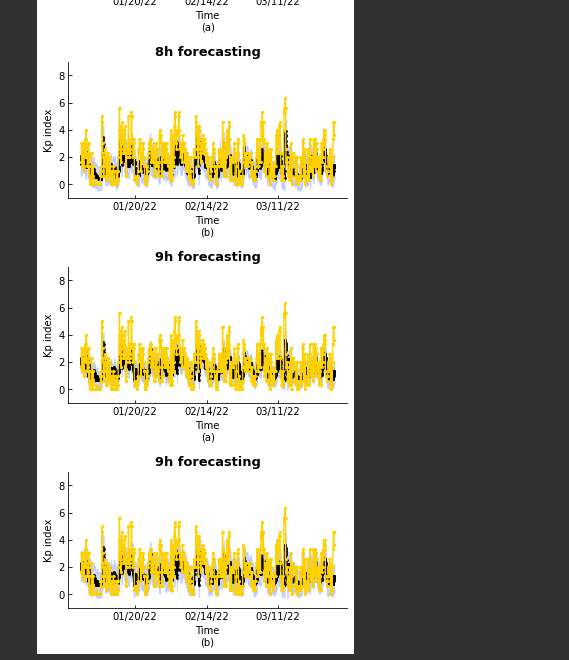 01/20/22 02/14/22 03/11/22
Time
(a)
8h forecasting
8
6
4
2
0
Kp index
01/20/22 02/14/22 03/11/22
Time
(b)
9h forecasting
8
6
4
2
0
Kp index
01/20/22 02/14/22 03/11/22
Time
(a)
9h forecasting
8
6
4
2
0
Kp index
01/20/22 02/14/22 03/11/22
Time
(b)